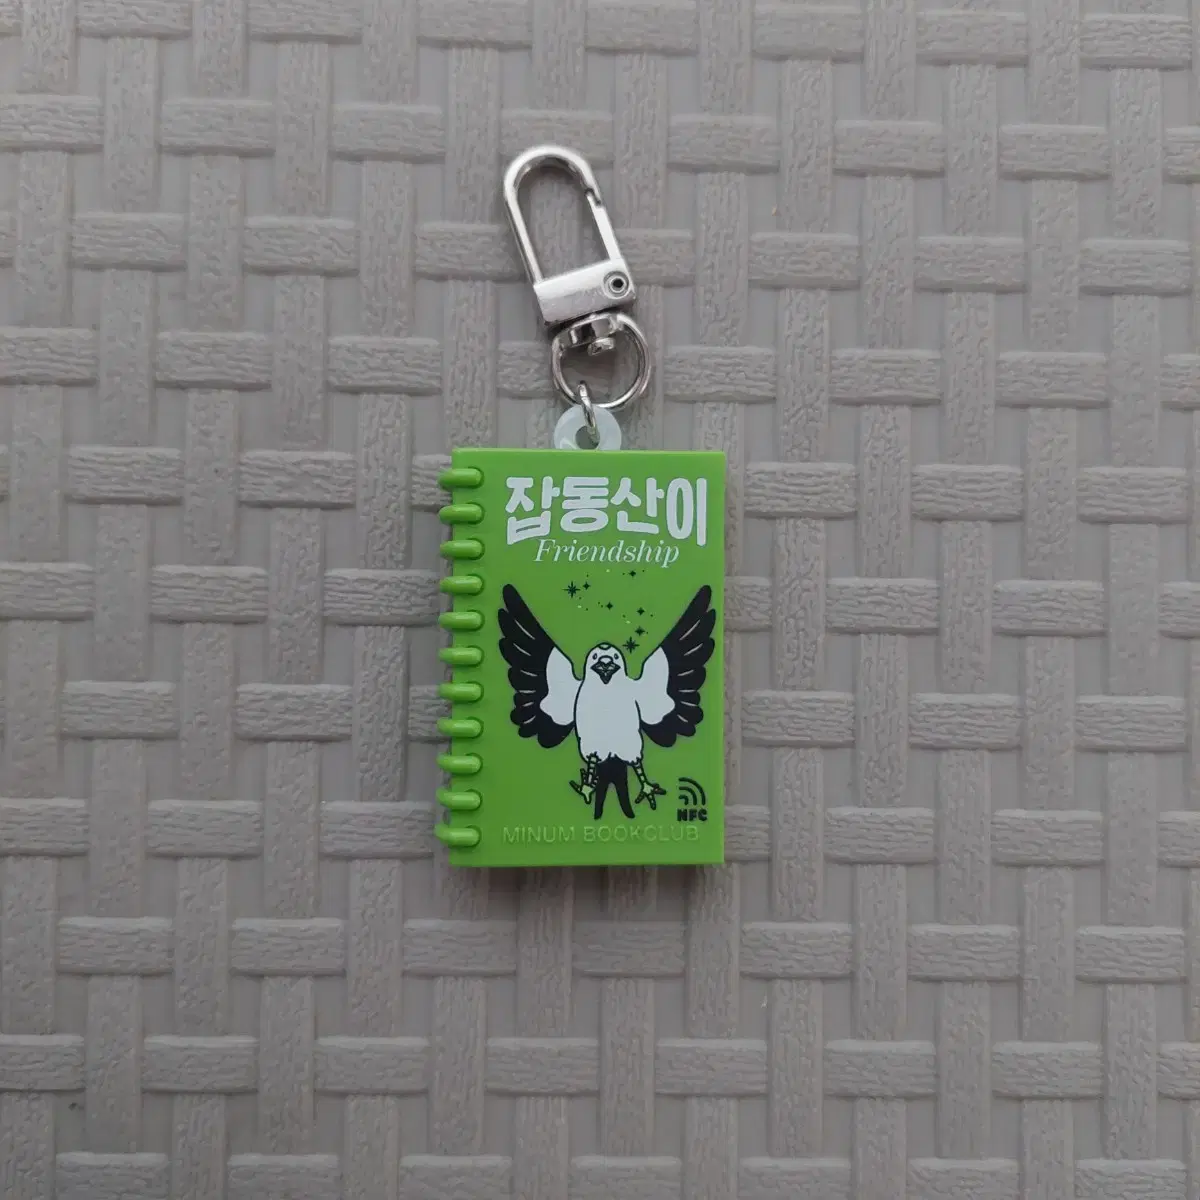 잡동산이
Friendship
NFC
MINUM BOOKCLUB